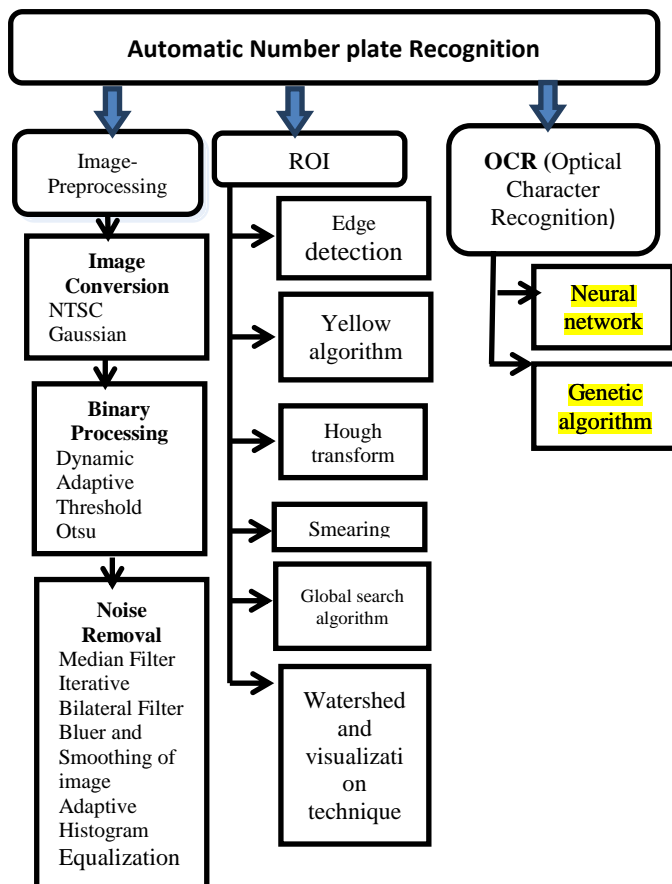 Automatic Number plate Recognition
Image-
Preprocessing
Image
Conversion
NTSC
Gaussian
Binary
Processing
Dynamic
Adaptive
Threshold
Otsu
Noise
Removal
Median Filter
Iterative
Bilateral Filter
Bluer and
Smoothing of
image
Adaptive
Histogram
Equalization
ROI
Edge
detection
Yellow
algorithm
Hough
transform
Smearing
Global search
algorithm
Watershed
and
visualizati
on
technique
OCR (Optical
Character
Recognition)
Neural
network
Genetic
algorithm